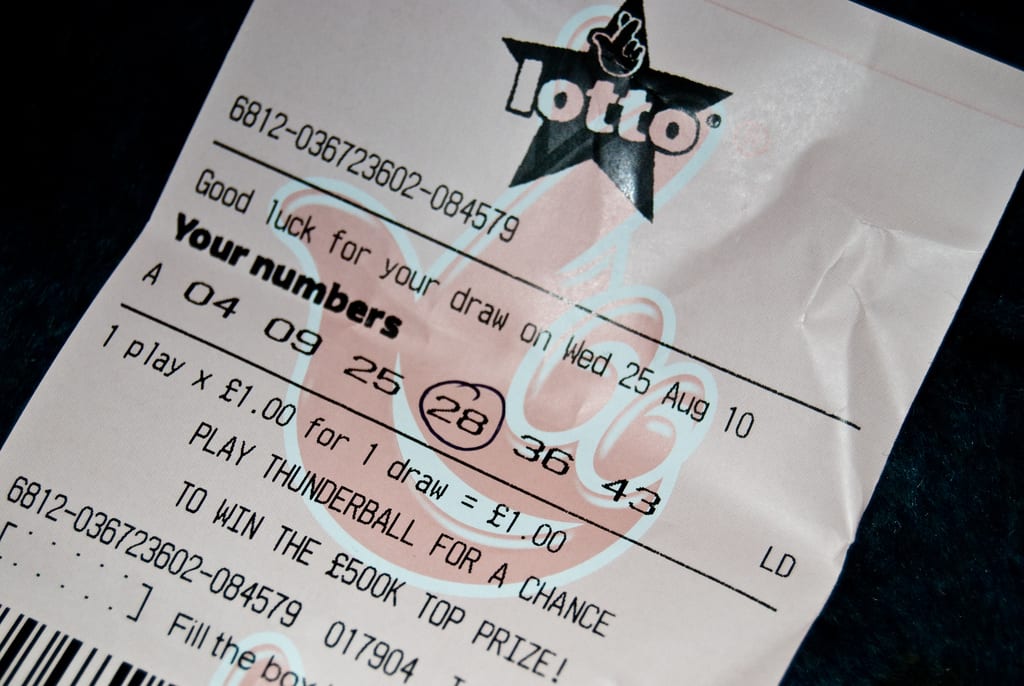 lotto
6812-036723602-084579
Good luck for your draw on Wed 25 Aug 10
Your numbers
A 04 09 25 28 36 43 LD
1 play x £1.00 for 1 draw = £1.00
PLAY THUNDERBALL FOR A CHANCE
TO WIN THE £500K TOP PRIZE!
6812-036723602-084579 017904
[ . . . . . . . . . . ] Fill the box